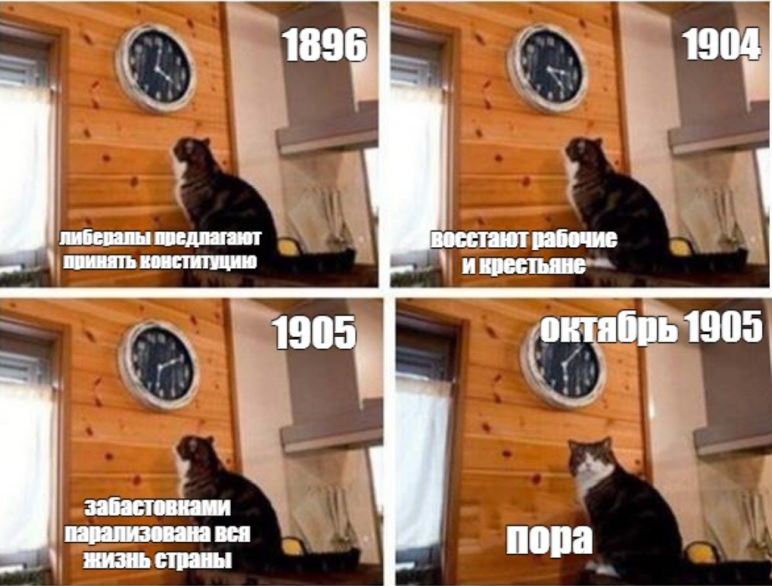 1896
либералы предлагают
принять конституцию
1904
восстают рабочие
и крестьяне
1905
забастовками
парализована вся
жизнь страны
октябрь 1905
пора